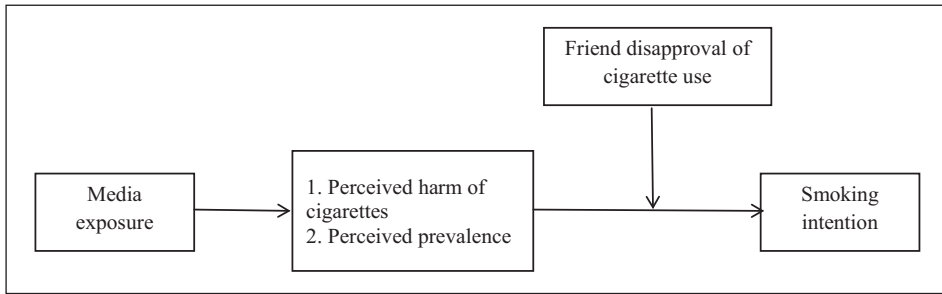 Friend disapproval of
cigarette use
Media
exposure
1. Perceived harm of
cigarettes
2. Perceived prevalence
Smoking
intention